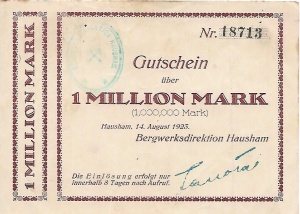 1 MILLION MARK
Nr. 18713
Gutschein
über
1 MILLION MARK
(1,000,000 Mark)
Hausham, 14. August 1923.
Bergwerksdirektion Hausham
Die Einlösung erfolgt nur
innerhalb 8 Tagen nach Aufruf.